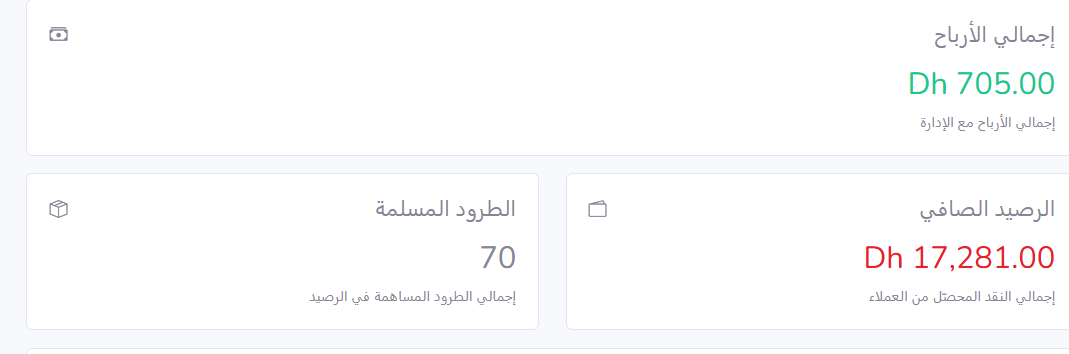 إجمالي الأرباح
Dh 705.00
إجمالي الأرباح مع الإدارة
الرصيد الصافي
Dh 17,281.00
إجمالي النقد المحصّل من العملاء
الطرود المسلمة
70
إجمالي الطرود المساهمة في الرصيد